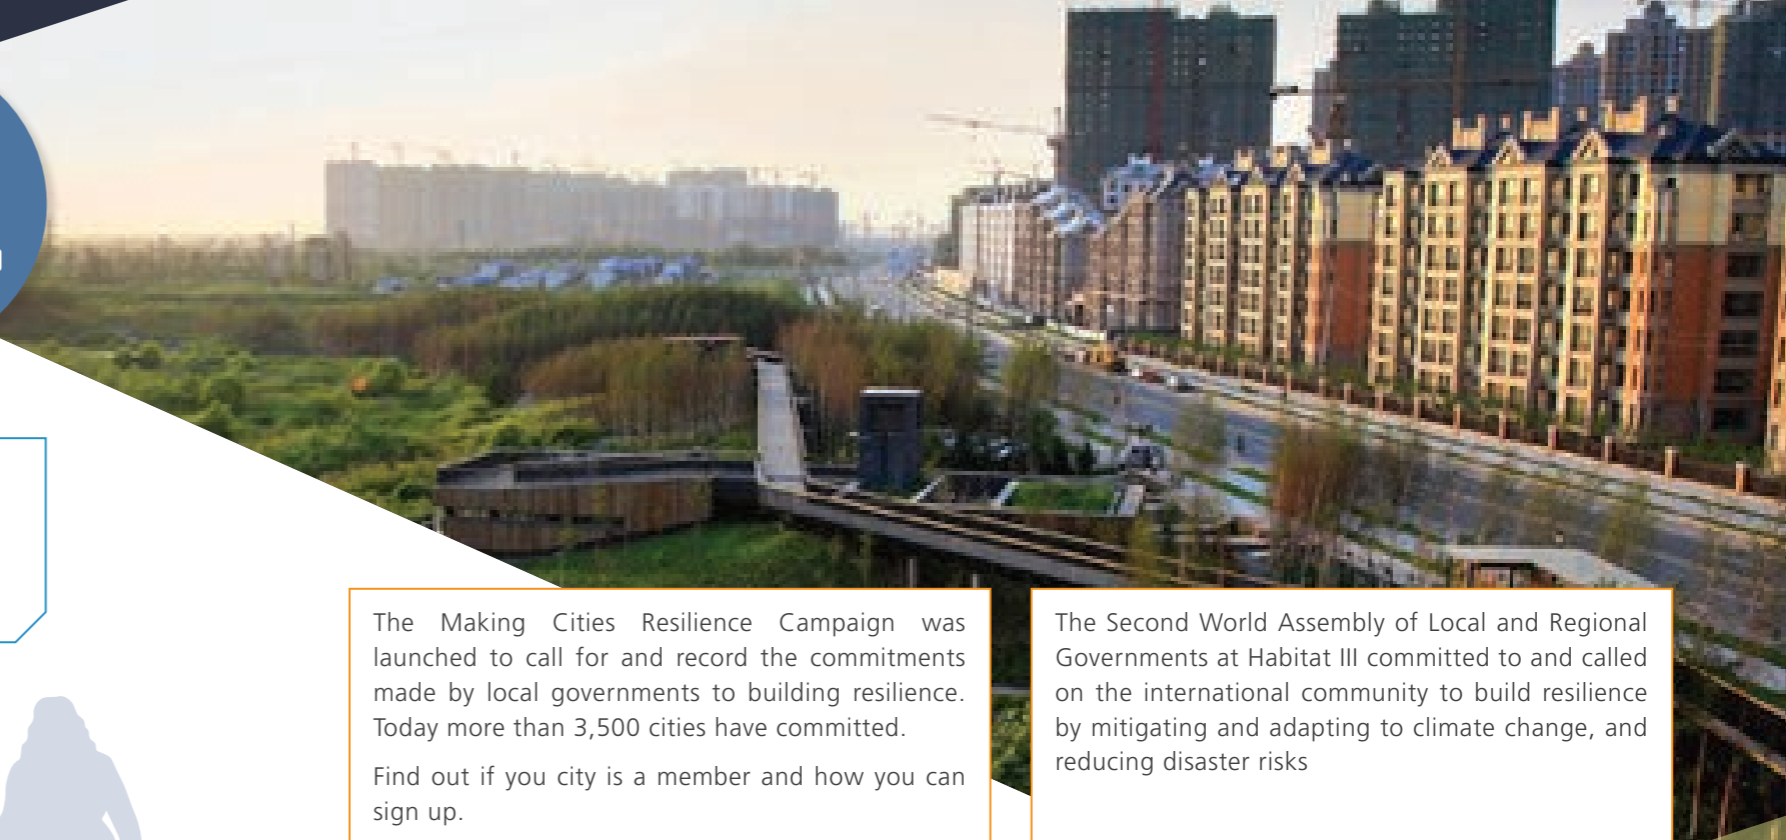 The Making Cities Resilience Campaign was
launched to call for and record the commitments
made by local governments to building resilience.
Today more than 3,500 cities have committed.
Find out if you city is a member and how you can
sign up.
The Second World Assembly of Local and Regional
Governments at Habitat III committed to and called
on the international community to build resilience
by mitigating and adapting to climate change, and
reducing disaster risks